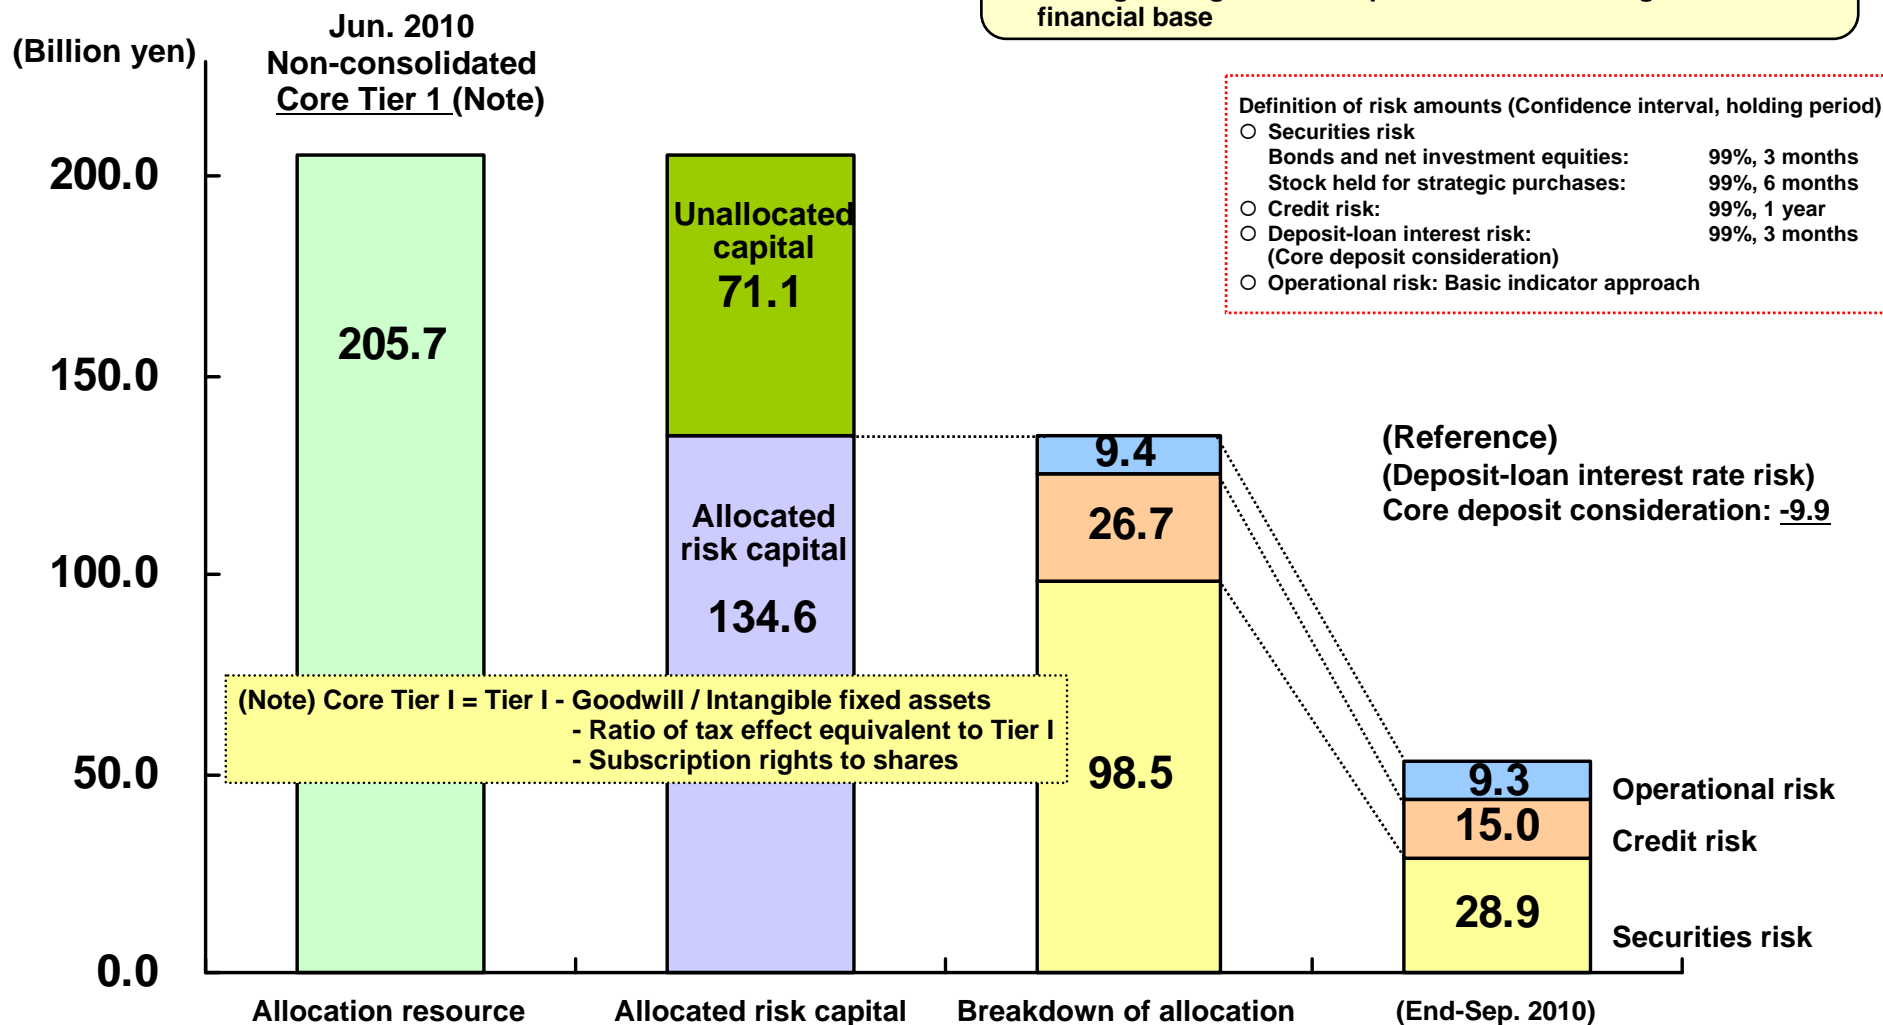 financial base
(Billion yen)
Jun. 2010
Non-consolidated
Core Tier 1 (Note)
Definition of risk amounts (Confidence interval, holding period)
○ Securities risk
Bonds and net investment equities: 99%, 3 months
Stock held for strategic purchases: 99%, 6 months
○ Credit risk: 99%, 1 year
○ Deposit-loan interest risk: 99%, 3 months
(Core deposit consideration)
○ Operational risk: Basic indicator approach
200.0
150.0
100.0
50.0
0.0
205.7
Unallocated
capital
71.1
Allocated
risk capital
134.6
9.4
26.7
98.5
(Reference)
(Deposit-loan interest rate risk)
Core deposit consideration: -9.9
(Note) Core Tier I = Tier I - Goodwill / Intangible fixed assets
- Ratio of tax effect equivalent to Tier I
- Subscription rights to shares
9.3
15.0
28.9
Operational risk
Credit risk
Securities risk
Allocation resource
Allocated risk capital
Breakdown of allocation
(End-Sep. 2010)